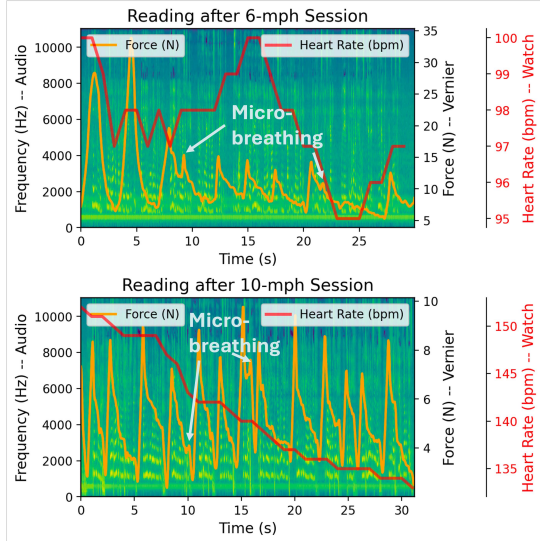 Reading after 6-mph Session
Force (N)
Heart Rate (bpm)
Micro-
breathing
Frequency (Hz) -- Audio
10000
8000
6000
4000
2000
0
0 5 10 15 20 25
Time (s)
35
30
25
20
15
10
5
Force (N) -- Vernier
100
99
98
97
96
95
Heart Rate (bpm) -- Watch
Reading after 10-mph Session
Force (N)
Heart Rate (bpm)
Micro-
breathing
Frequency (Hz) -- Audio
10000
8000
6000
4000
2000
0
0 5 10 15 20 25 30
Time (s)
10
8
6
4
Force (N) -- Vernier
150
145
140
135
Heart Rate (bpm) -- Watch